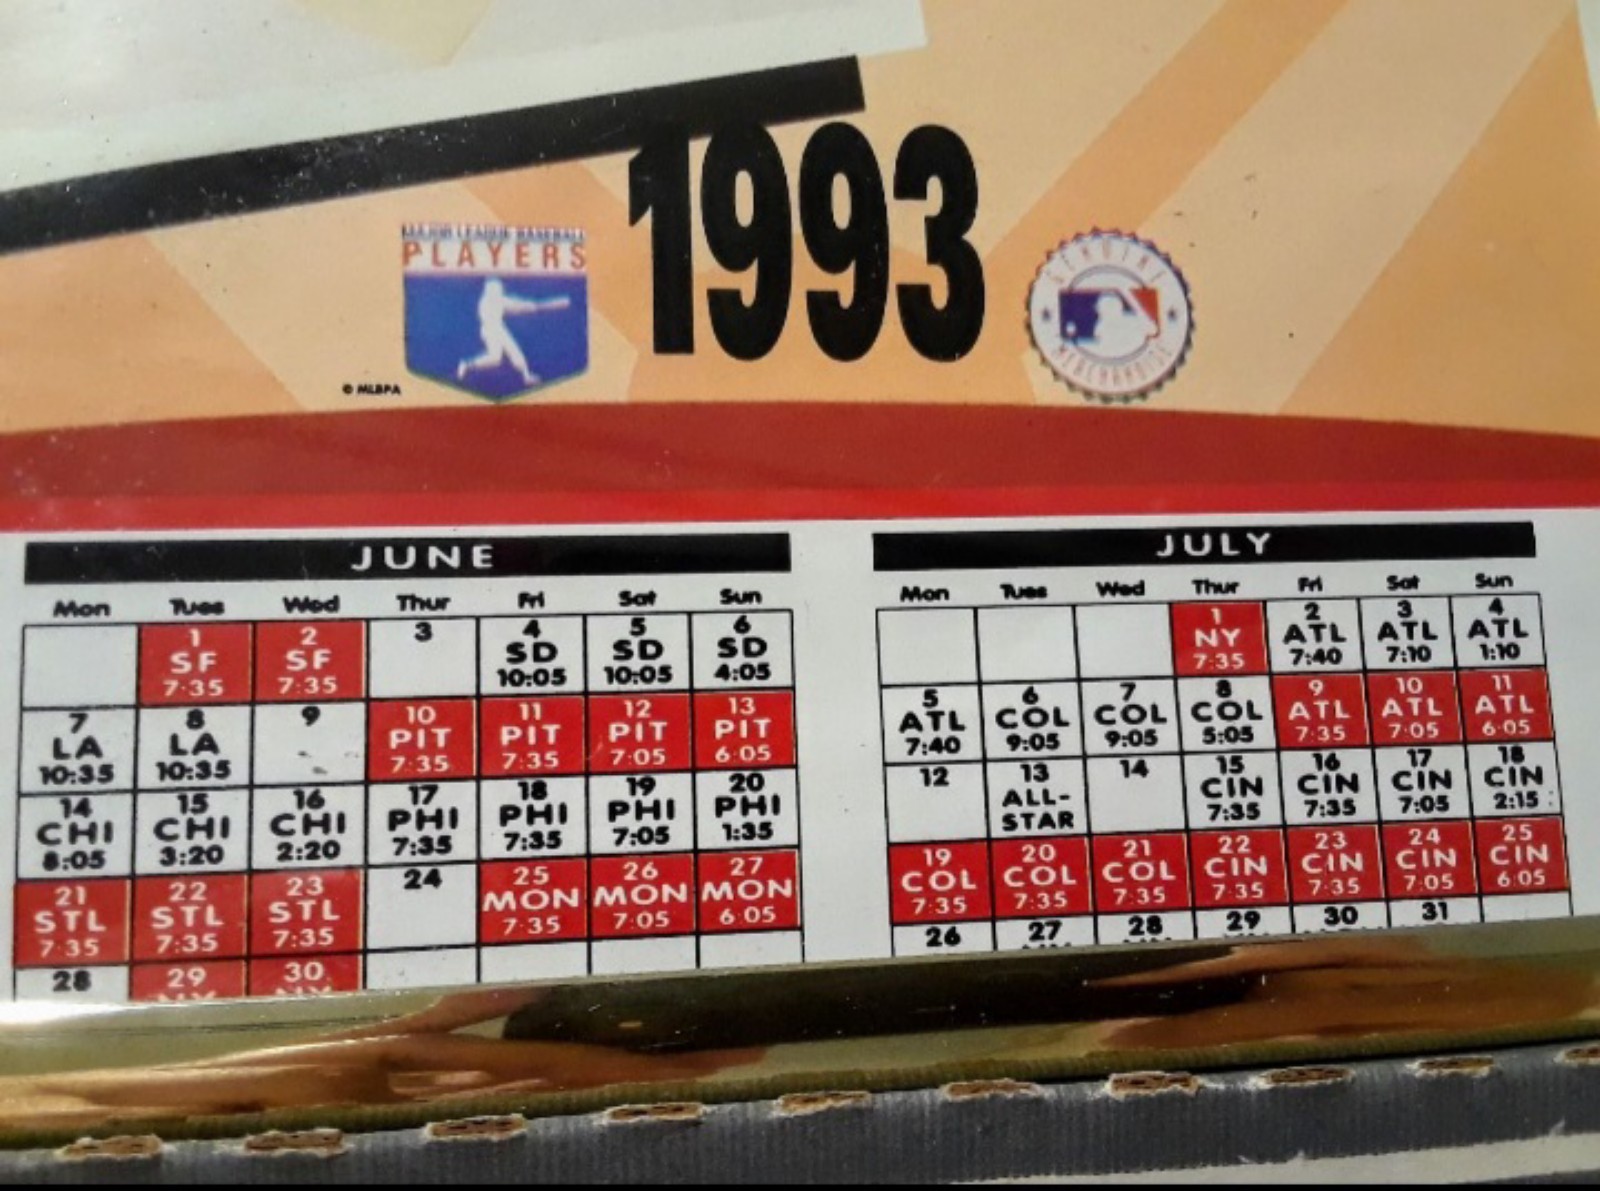 1993
MAJOR LEAGUE BASEBALL
PLAYERS
© MLBPA
GENUINE
MERCHANDISE
JUNE
Mon Tues Wed Thur Fri Sat Sun
1 2 3 4 5 6
SF SF SD SD SD
7:35 7:35 10:05 10:05 4:05
7 8 9 10 11 12 13
LA LA PIT PIT PIT PIT
10:35 10:35 7:35 7:35 7:05 6:05
14 15 16 17 18 19 20
CHI CHI CHI PHI PHI PHI PHI
8:05 3:20 2:20 7:35 7:35 7:05 1:35
21 22 23 24 25 26 27
STL STL STL MON MON MON
7:35 7:35 7:35 7:35 7:05 6:05
28 29 30
JULY
Mon Tues Wed Thur Fri Sat Sun
1 2 3 4
NY ATL ATL ATL
7:35 7:40 7:10 1:10
5 6 7 8 9 10 11
ATL COL COL COL ATL ATL ATL
7:40 9:05 9:05 5:05 7:35 7:05 6:05
12 13 14 15 16 17 18
ALL- CIN CIN CIN CIN
STAR 7:35 7:35 7:05 2:15
19 20 21 22 23 24 25
COL COL COL CIN CIN CIN CIN
7:35 7:35 7:35 7:35 7:35 7:05 6:05
26 27 28 29 30 31